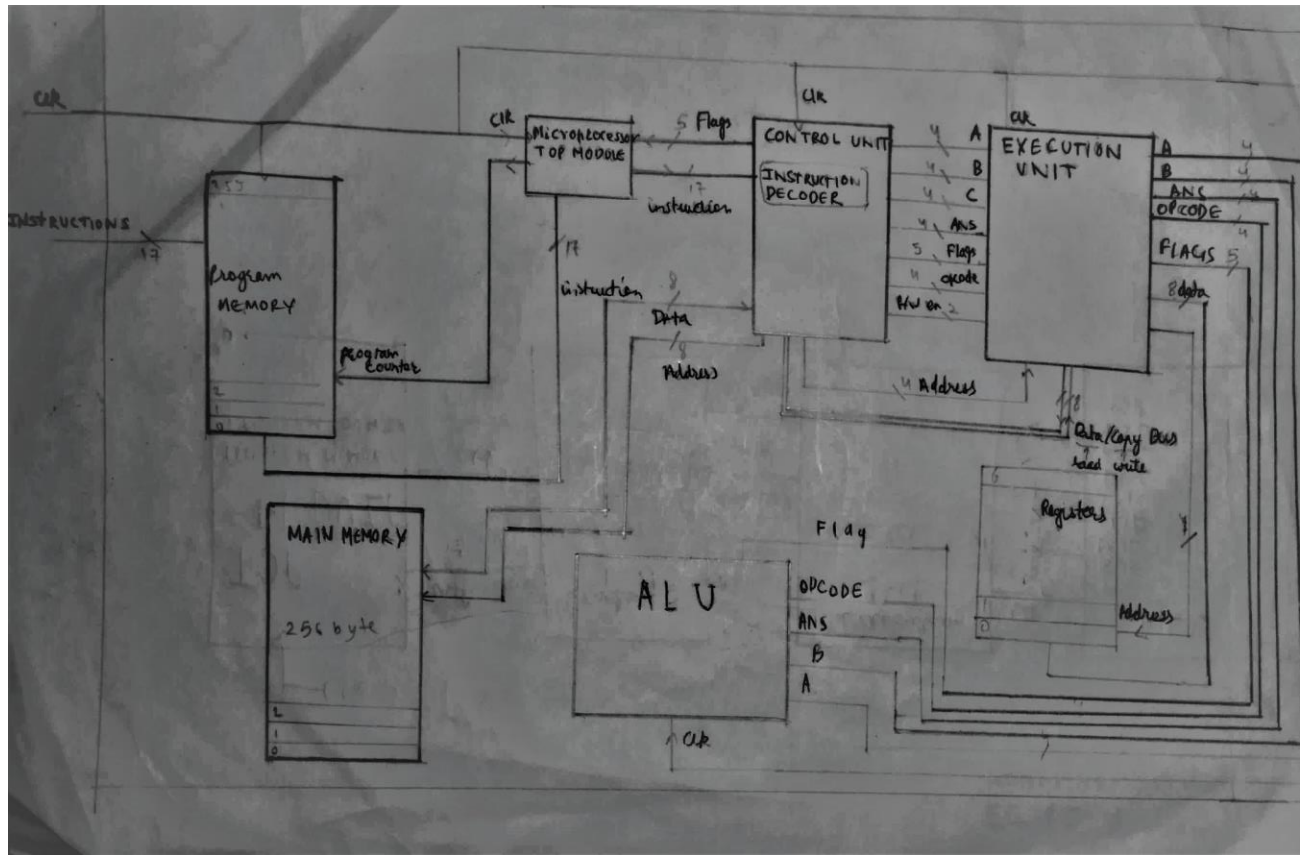 Clk
Clk
Clk
Clk
5 Flags
Microprocessor
TOP MODULE
CONTROL UNIT
INSTRUCTION
DECODER
17
instruction
4 A
4 B
4 C
4 ANS
5 Flags
4 opcode
2
EXECUTION
UNIT
A 4
B 4
ANS 4
OPCODE 4
FLAGS 5
8 data
INSTRUCTIONS
17
Program
MEMORY
2
1
0
17
instruction
8
Data
8
Address
program
counter
4 Address
8
Data/Copy Bus
read write
MAIN MEMORY
256 byte
2
1
0
Flag
ALU
OPCODE
ANS
B
A
Clk
6
Registers
1
0
Address